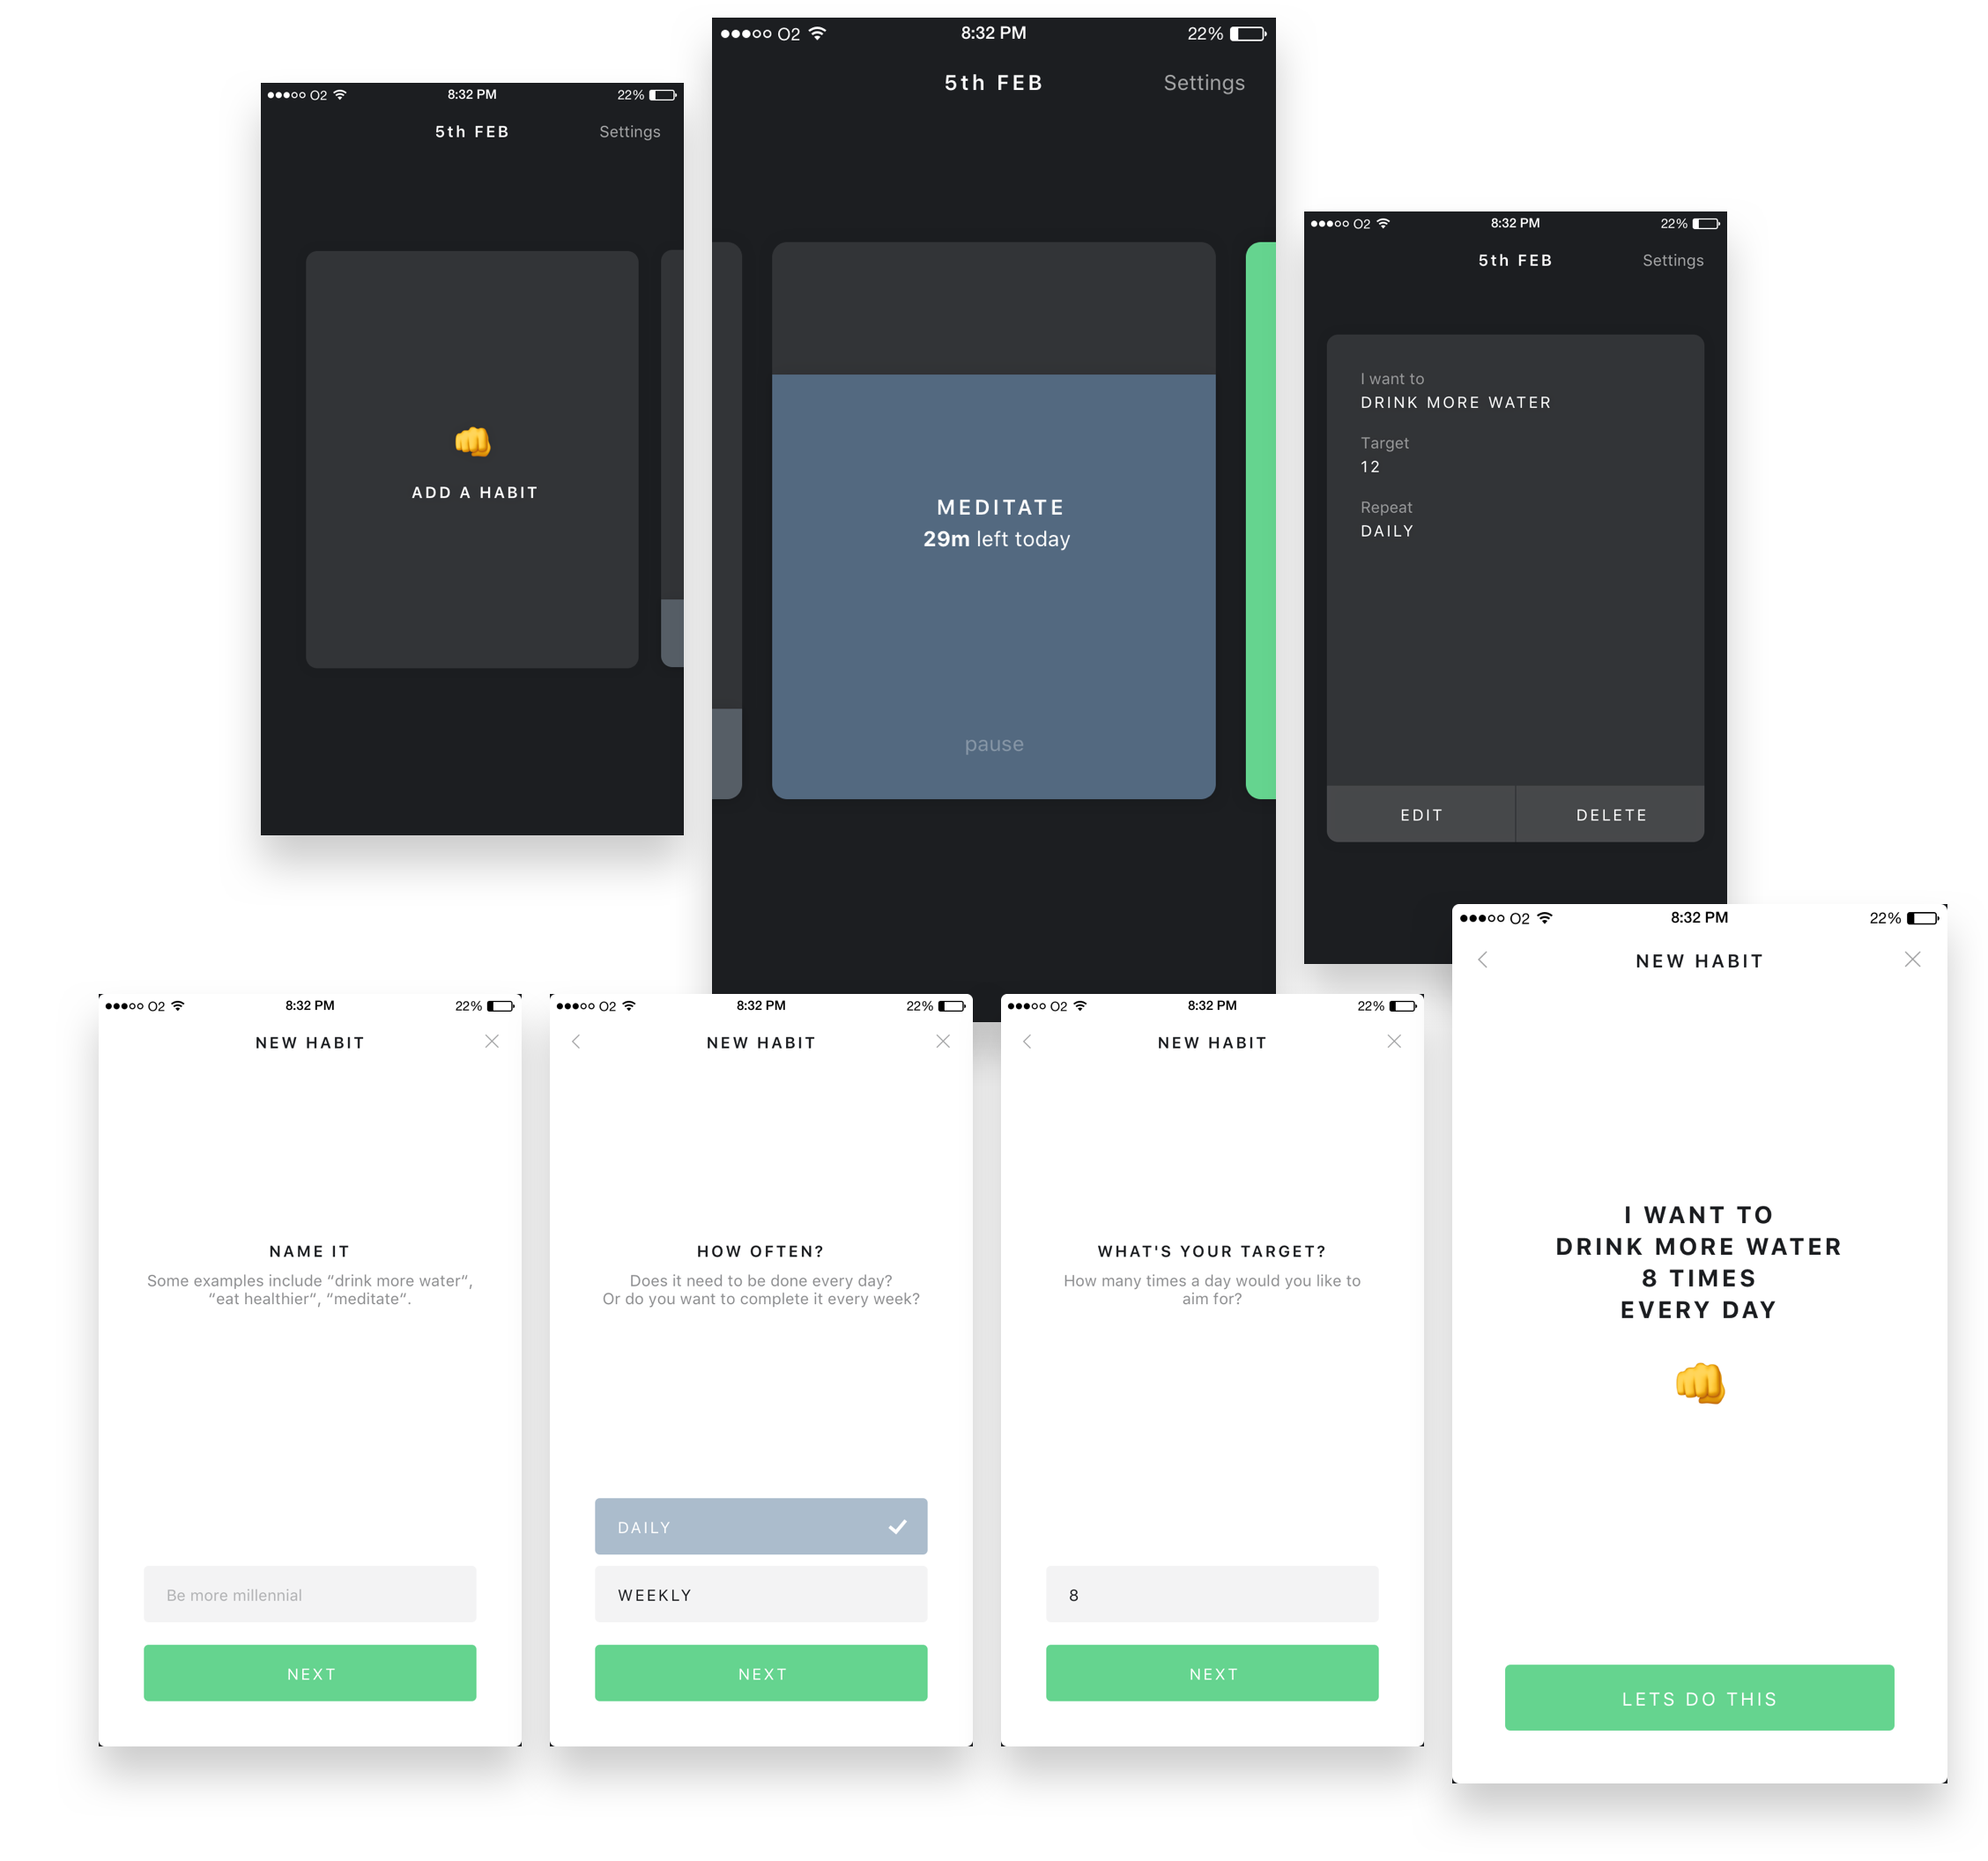 O2 8:32 PM 22%
5th FEB Settings
ADD A HABIT
O2 8:32 PM 22%
5th FEB Settings
MEDITATE
29m left today
pause
O2 8:32 PM 22%
5th FEB Settings
I want to
DRINK MORE WATER
Target
12
Repeat
DAILY
EDIT DELETE
O2 8:32 PM 22%
NEW HABIT
NAME IT
Some examples include “drink more water“,
“eat healthier“, “meditate“.
Be more millennial
NEXT
O2 8:32 PM 22%
NEW HABIT
HOW OFTEN?
Does it need to be done every day?
Or do you want to complete it every week?
DAILY
WEEKLY
NEXT
O2 8:32 PM 22%
NEW HABIT
WHAT'S YOUR TARGET?
How many times a day would you like to
aim for?
8
NEXT
O2 8:32 PM 22%
NEW HABIT
I WANT TO
DRINK MORE WATER
8 TIMES
EVERY DAY
LETS DO THIS